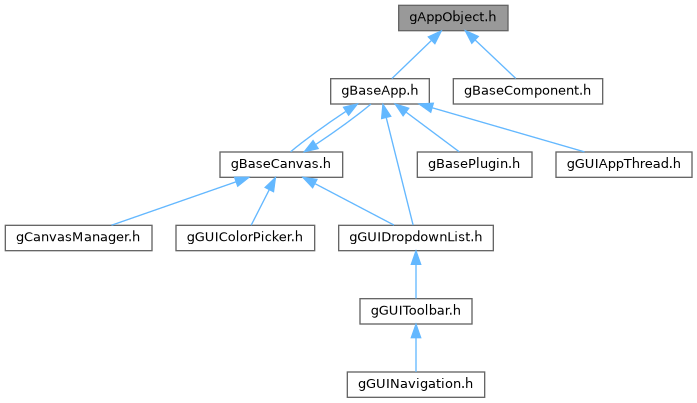 gAppObject.h
gBaseApp.h
gBaseComponent.h
gBaseCanvas.h
gBasePlugin.h
gGUIAppThread.h
gCanvasManager.h
gGUIColorPicker.h
gGUIDropdownList.h
gGUIToolbar.h
gGUINavigation.h